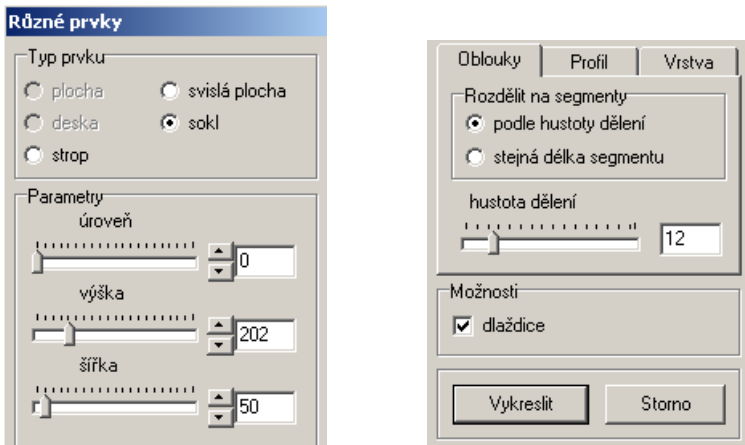 Různé prvky
Typ prvku
plocha
svislá plocha
deska
sokl
strop
Parametry
úroveň
0
výška
202
šířka
50
Oblouky
Profil
Vrstva
Rozdělit na segmenty
podle hustoty dělení
stejná délka segmentu
hustota dělení
12
Možnosti
dlaždice
Vykreslit
Storno